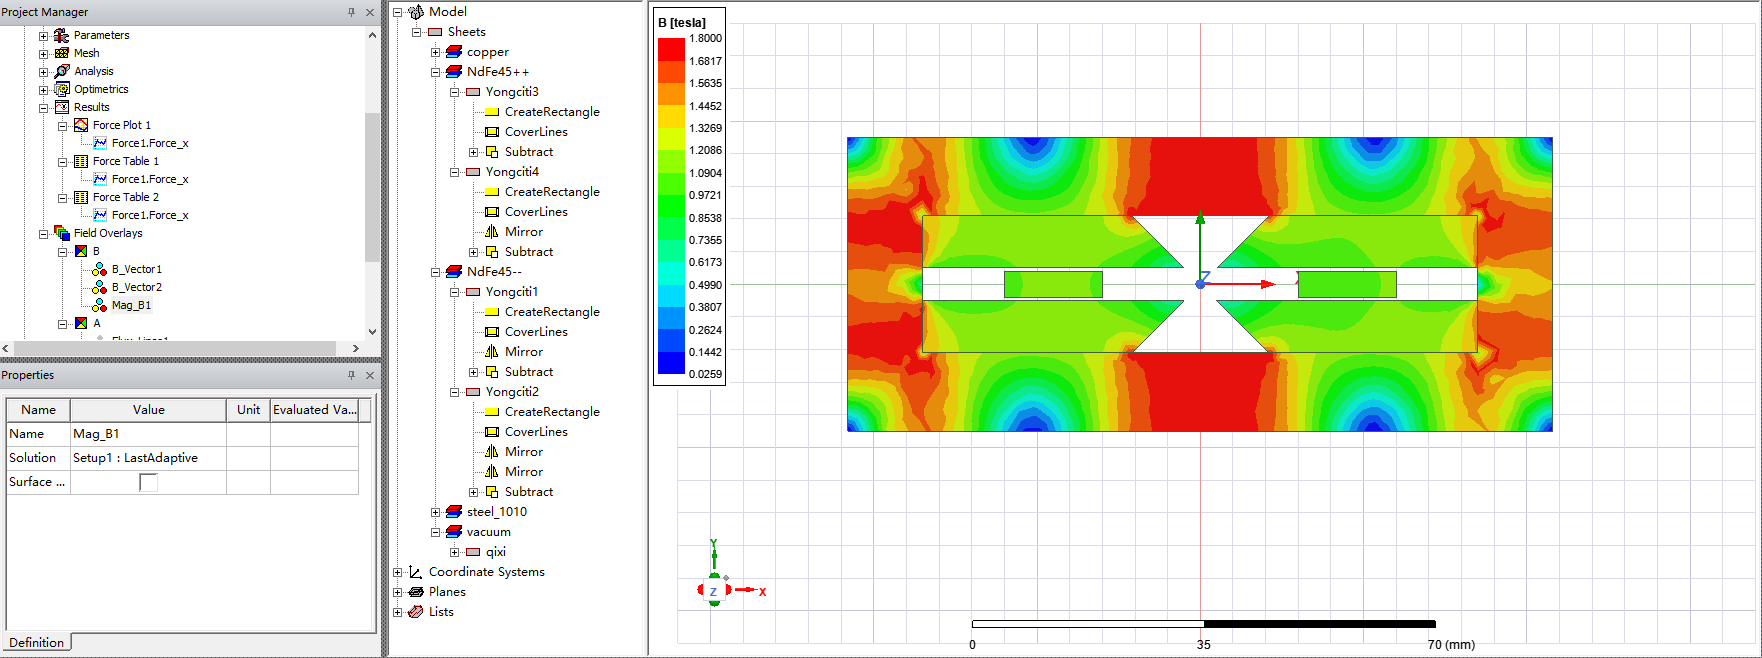 Project Manager
Parameters
Mesh
Analysis
Optimetrics
Results
Force Plot 1
Force1.Force_x
Force Table 1
Force1.Force_x
Force Table 2
Force1.Force_x
Field Overlays
B
B_Vector1
B_Vector2
Mag_B1
A
Properties
Name Value Unit Evaluated Va...
Name Mag_B1
Solution Setup1 : LastAdaptive
Surface ...
Definition
Model
Sheets
copper
NdFe45++
Yongciti3
CreateRectangle
CoverLines
Subtract
Yongciti4
CreateRectangle
CoverLines
Mirror
Subtract
NdFe45--
Yongciti1
CreateRectangle
CoverLines
Mirror
Subtract
Yongciti2
CreateRectangle
CoverLines
Mirror
Mirror
Subtract
steel_1010
vacuum
qixi
Coordinate Systems
Planes
Lists
B [tesla]
1.8000
1.6817
1.5635
1.4452
1.3269
1.2086
1.0904
0.9721
0.8538
0.7355
0.6173
0.4990
0.3807
0.2624
0.1442
0.0259
Z
Y
Z
X
0 35 70 (mm)